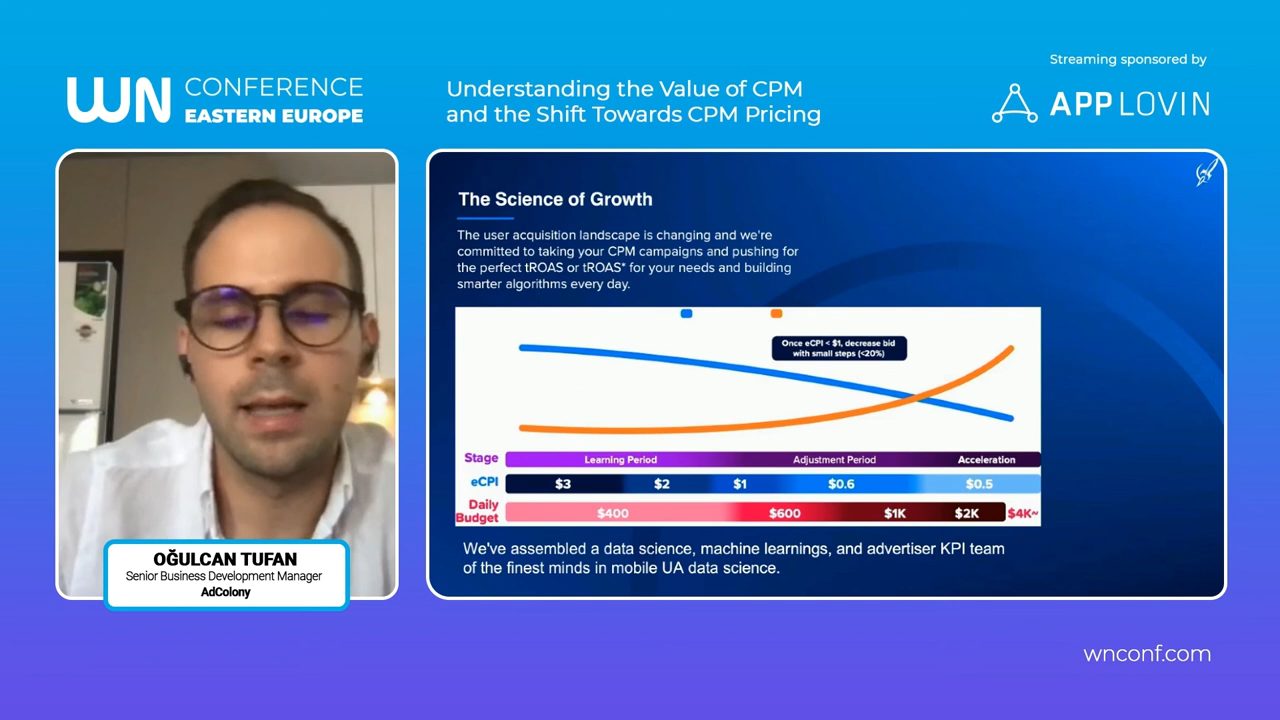 WN CONFERENCE
EASTERN EUROPE
Understanding the Value of CPM
and the Shift Towards CPM Pricing
Streaming sponsored by
APPLOVIN
The Science of Growth
The user acquisition landscape is changing and we're
committed to taking your CPM campaigns and pushing for
the perfect tROAS or tROAS* for your needs and building
smarter algorithms every day.
Once eCPI < $1, decrease bid
with small steps (<20%)
Stage Learning Period Adjustment Period Acceleration
eCPI $3 $2 $1 $0.6 $0.5
Daily
Budget $400 $600 $1K $2K $4K~
We've assembled a data science, machine learnings, and advertiser KPI team
of the finest minds in mobile UA data science.
OĞULCAN TUFAN
Senior Business Development Manager
AdColony
wnconf.com